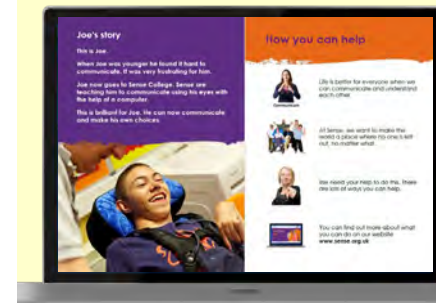 Joe's story
This is Joe.
When Joe was younger he found it hard to
communicate. It was very frustrating for him.
Joe now goes to Sense College. Sense are
teaching him to communicate using his eyes with
the help of a computer.
This is brilliant for Joe. He can now communicate
and make his own choices.
How you can help
Life is better for everyone when we
can communicate and understand
each other.
At Sense, we want to make the
world a place where no one is left
out, no matter what.
We need your help to do this. There
are lots of ways you can help.
You can find out more about what
you can do on our website
www.sense.org.uk